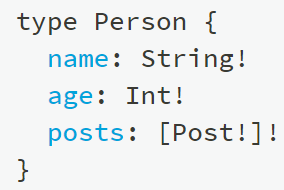 type Person {
  name: String!
  age: Int!
  posts: [Post!]!
}